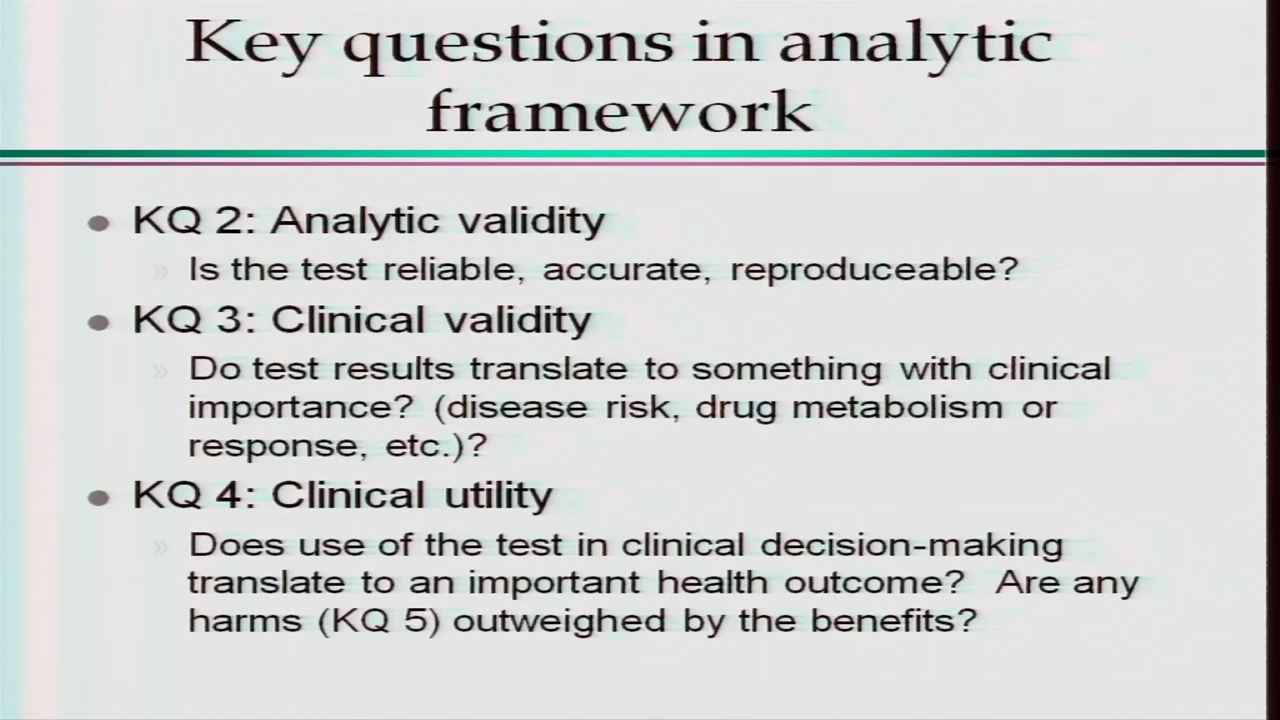 Key questions in analytic
framework
KQ 2: Analytic validity
» Is the test reliable, accurate, reproduceable?
KQ 3: Clinical validity
» Do test results translate to something with clinical
importance? (disease risk, drug metabolism or
response, etc.)?
KQ 4: Clinical utility
» Does use of the test in clinical decision-making
translate to an important health outcome? Are any
harms (KQ 5) outweighed by the benefits?